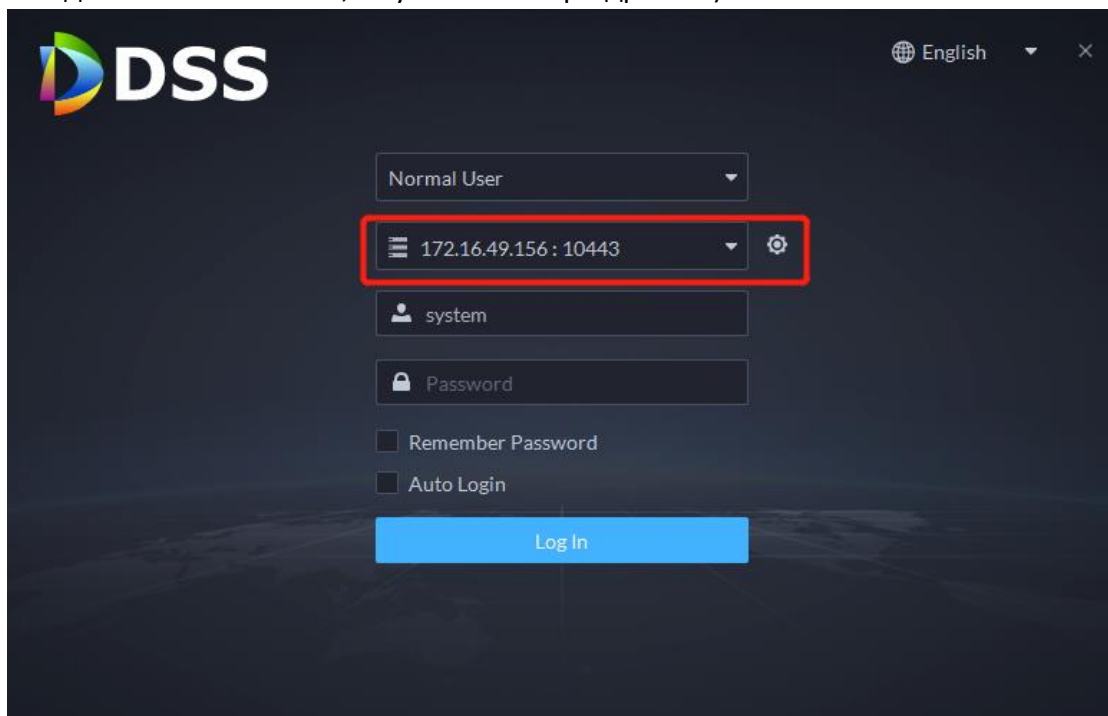 DSS
English
Normal User
172.16.49.156 : 10443
system
Password
Remember Password
Auto Login
Log In